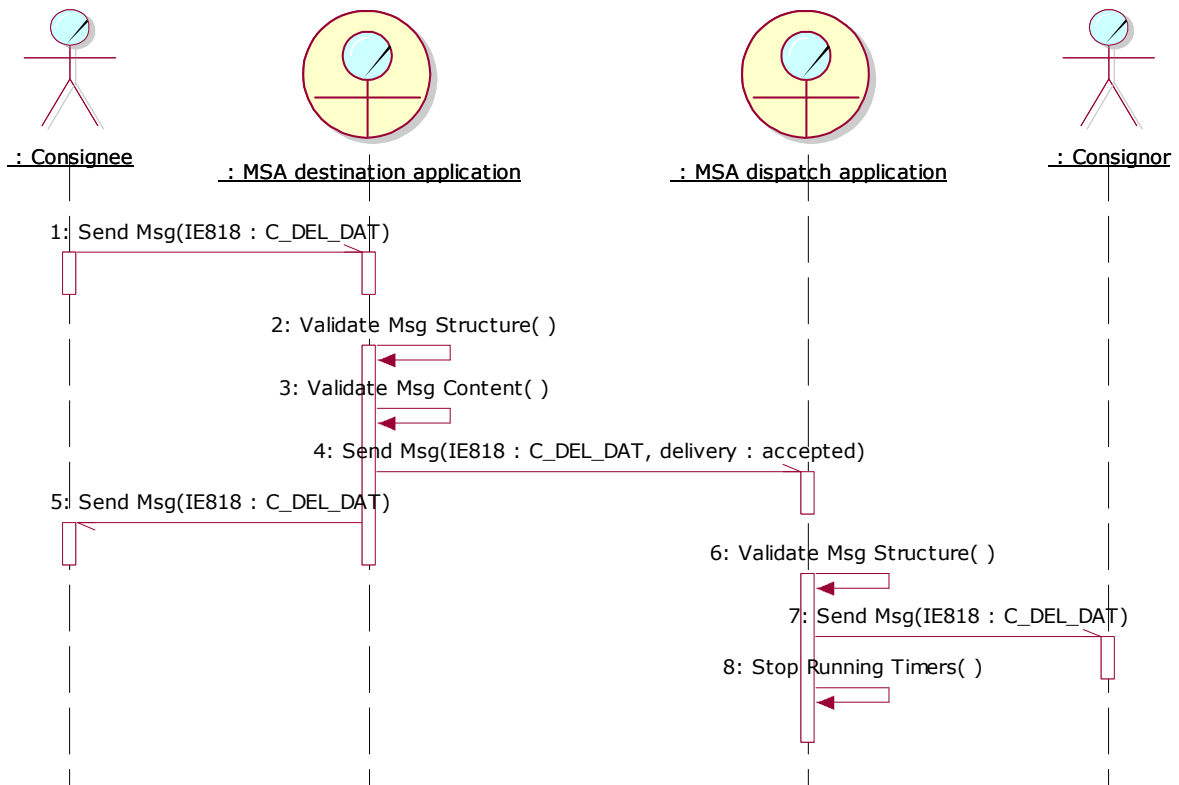 : Consignee
: MSA destination application
: MSA dispatch application
: Consignor
1: Send Msg(IE818 : C_DEL_DAT)
2: Validate Msg Structure( )
3: Validate Msg Content( )
4: Send Msg(IE818 : C_DEL_DAT, delivery : accepted)
5: Send Msg(IE818 : C_DEL_DAT)
6: Validate Msg Structure( )
7: Send Msg(IE818 : C_DEL_DAT)
8: Stop Running Timers( )